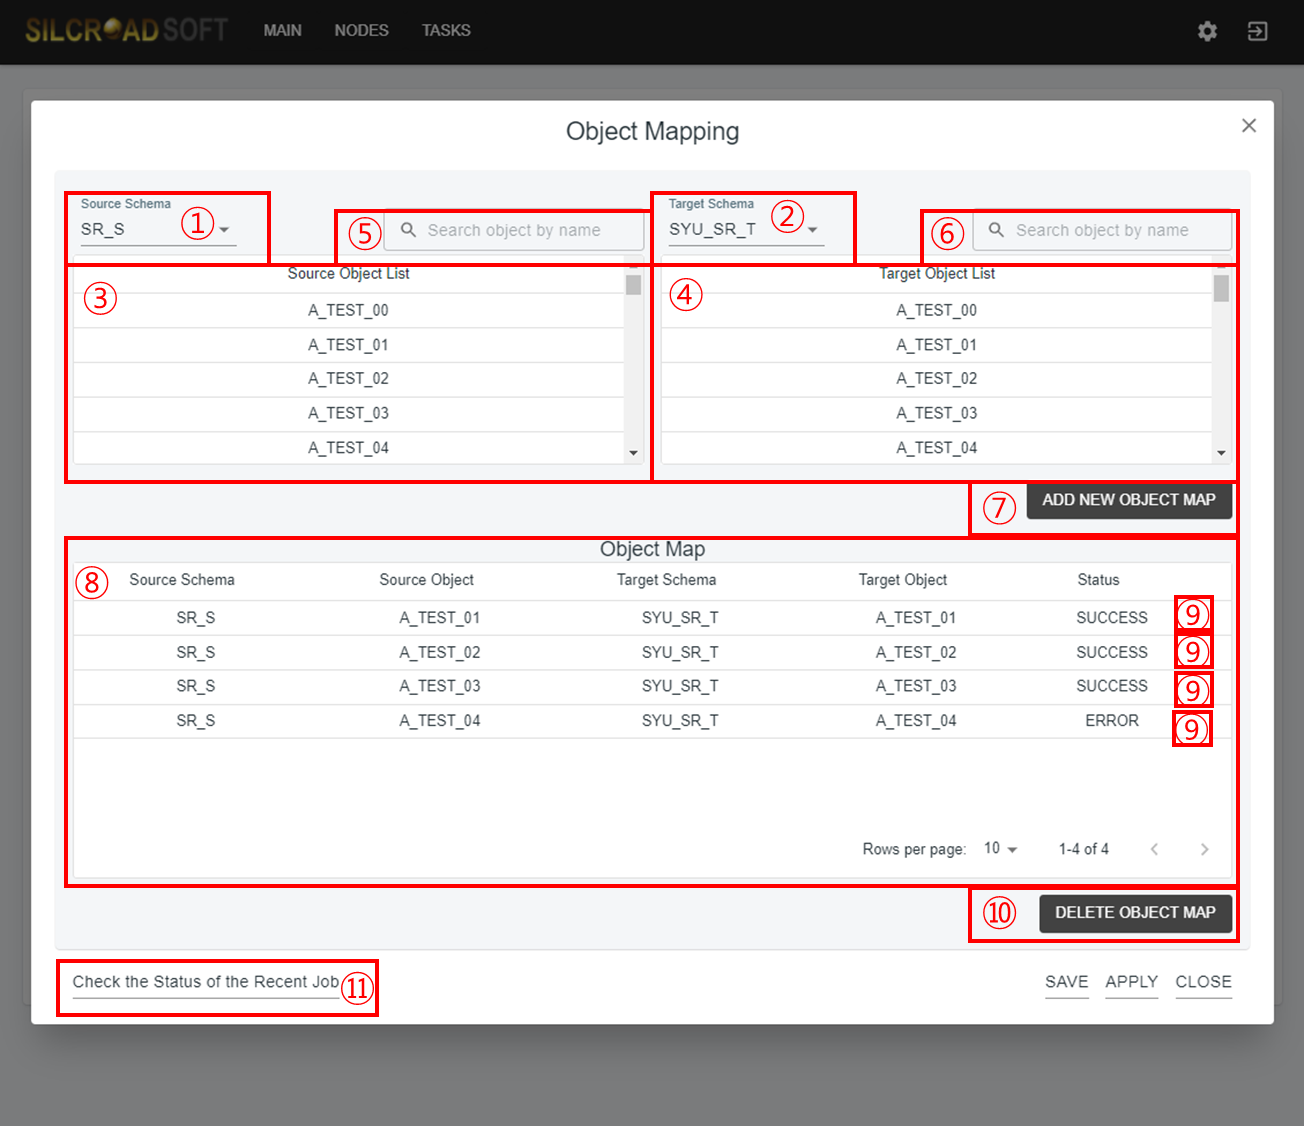 SILCROADSOFT MAIN NODES TASKS
Object Mapping
Source Schema
SR_S ①
⑤ Search object by name
Target Schema
SYU_SR_T ②
⑥ Search object by name
③ Source Object List
A_TEST_00
A_TEST_01
A_TEST_02
A_TEST_03
A_TEST_04
④ Target Object List
A_TEST_00
A_TEST_01
A_TEST_02
A_TEST_03
A_TEST_04
⑦ ADD NEW OBJECT MAP
Object Map
⑧ Source Schema Source Object Target Schema Target Object Status
SR_S A_TEST_01 SYU_SR_T A_TEST_01 SUCCESS ⑨
SR_S A_TEST_02 SYU_SR_T A_TEST_02 SUCCESS ⑨
SR_S A_TEST_03 SYU_SR_T A_TEST_03 SUCCESS ⑨
SR_S A_TEST_04 SYU_SR_T A_TEST_04 ERROR ⑨
Rows per page: 10 1-4 of 4
⑩ DELETE OBJECT MAP
Check the Status of the Recent Job ⑪
SAVE APPLY CLOSE